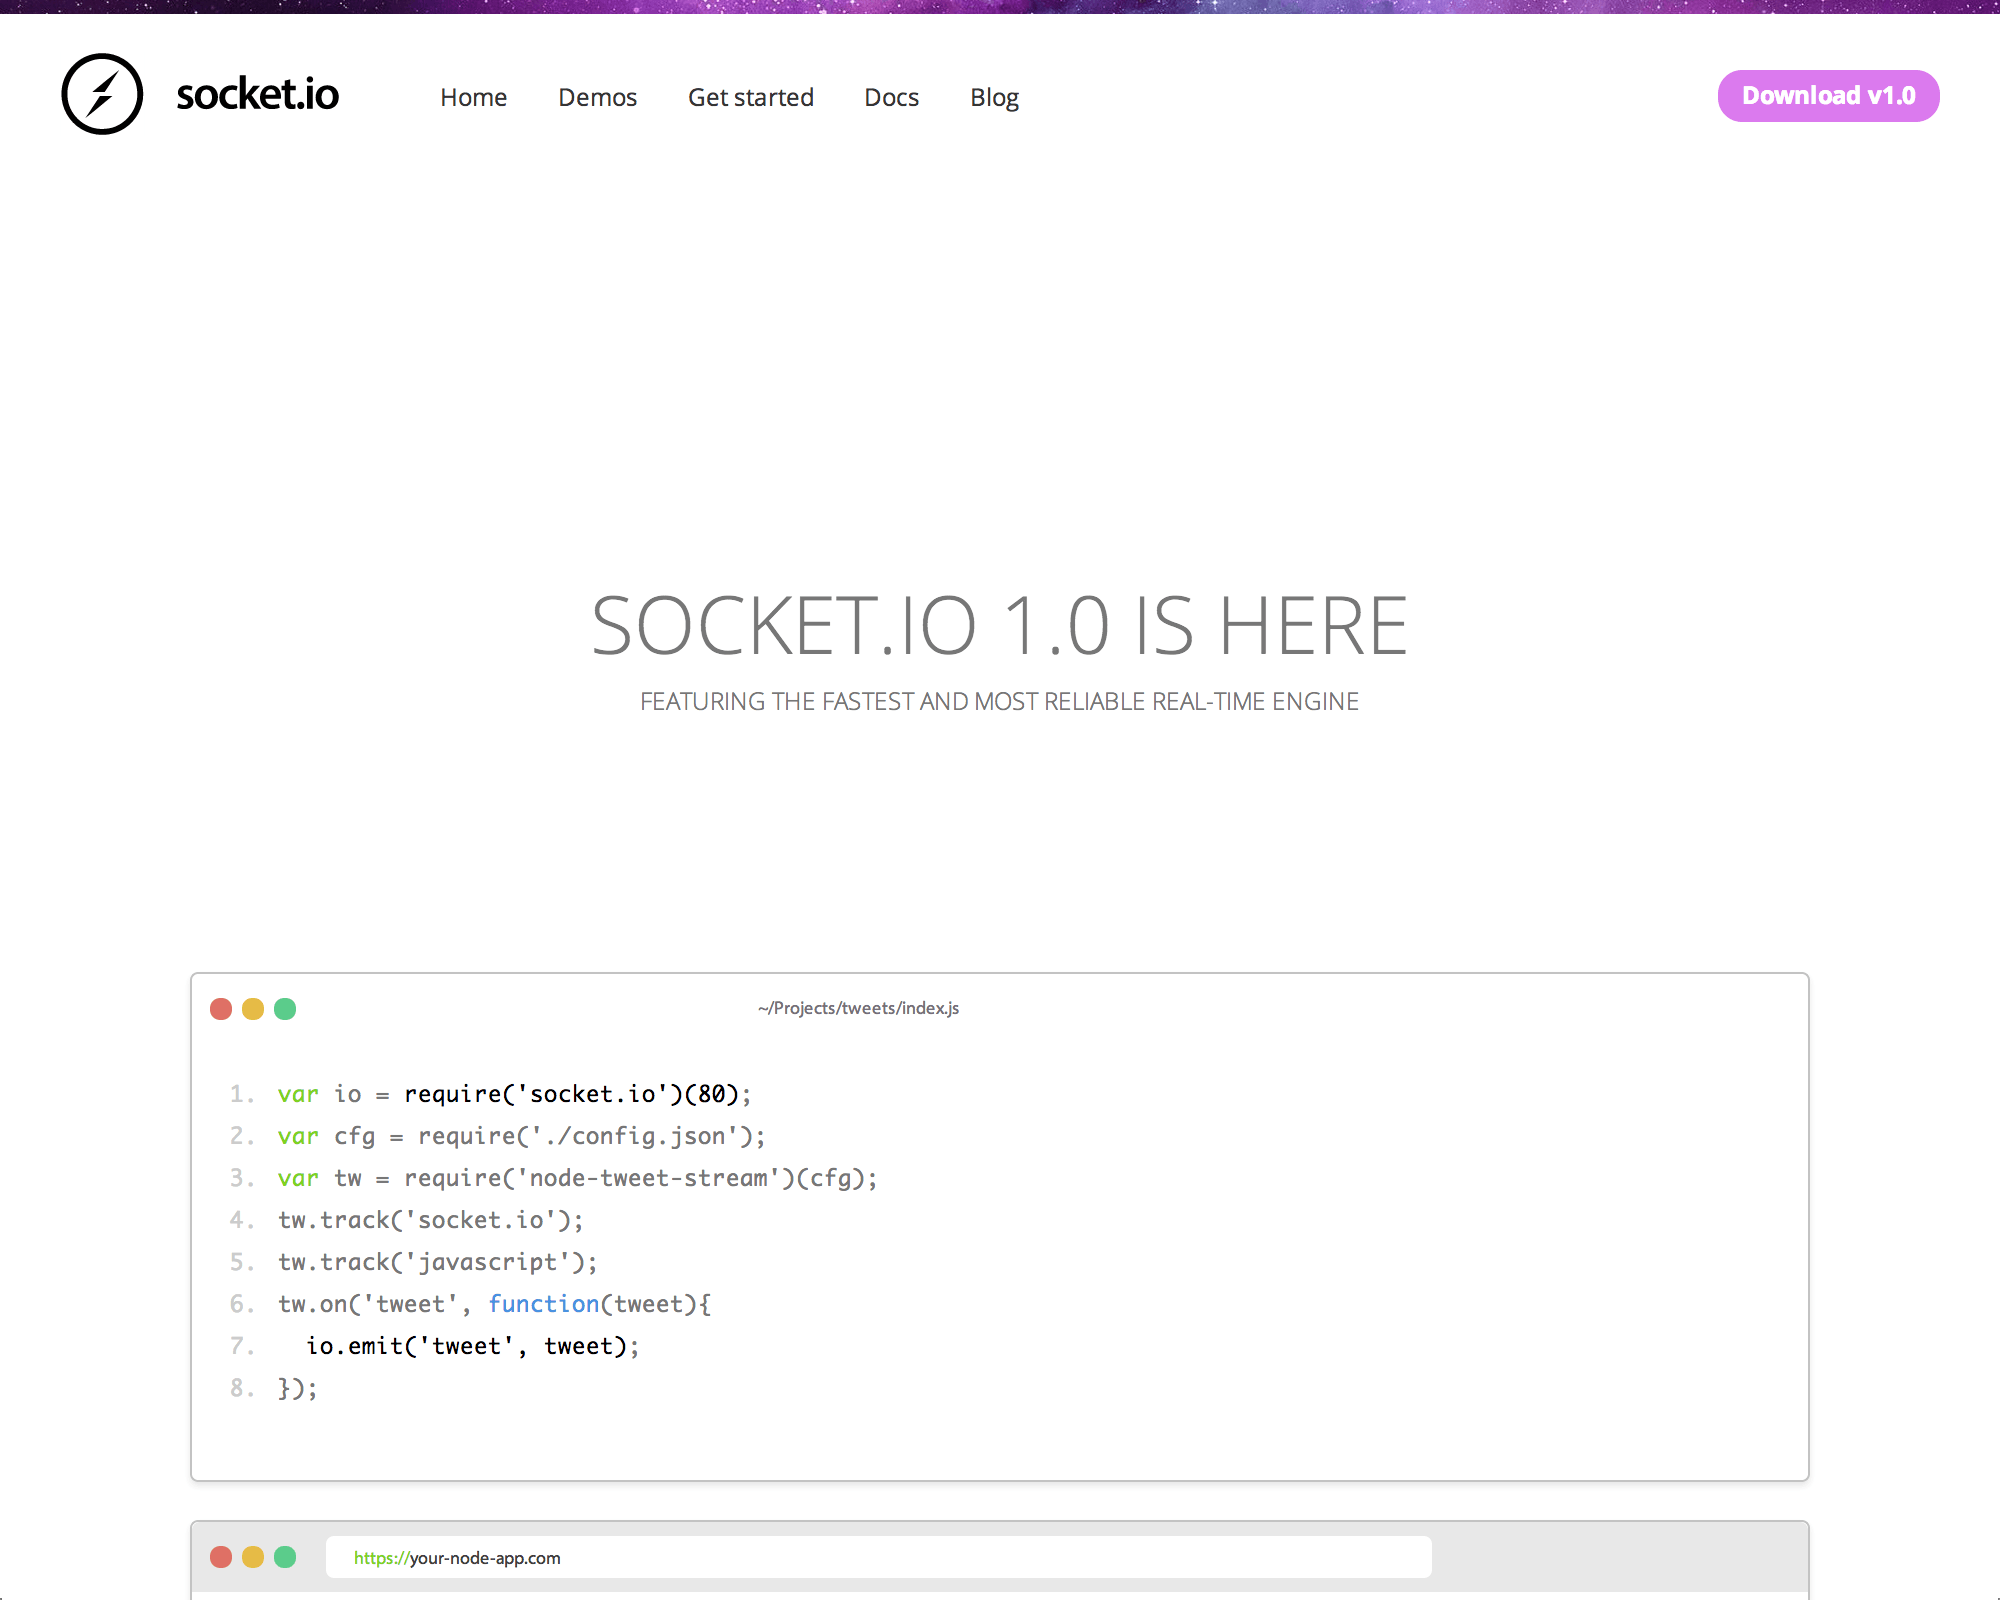 socket.io
Home Demos Get started Docs Blog
Download v1.0
SOCKET.IO 1.0 IS HERE
FEATURING THE FASTEST AND MOST RELIABLE REAL-TIME ENGINE
~/Projects/tweets/index.js
1. var io = require('socket.io')(80);
2. var cfg = require('./config.json');
3. var tw = require('node-tweet-stream')(cfg);
4. tw.track('socket.io');
5. tw.track('javascript');
6. tw.on('tweet', function(tweet){
7.   io.emit('tweet', tweet);
8. });
https://your-node-app.com